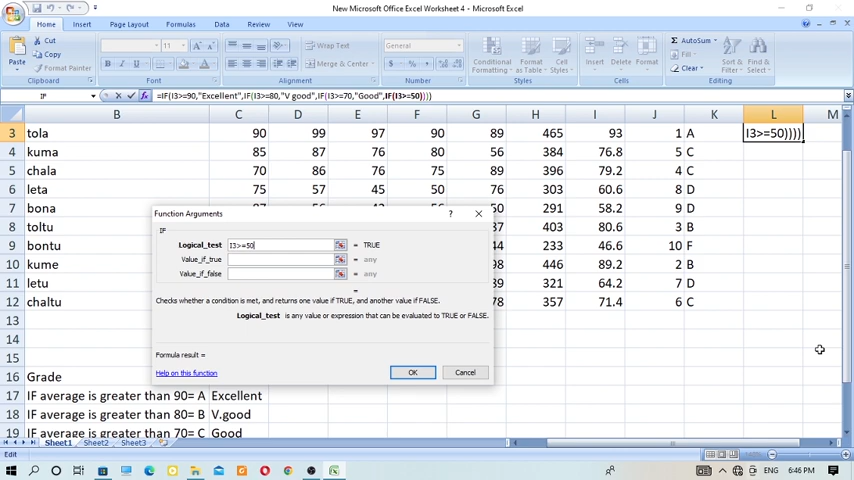 New Microsoft Office Excel Worksheet 4 - Microsoft Excel
Home Insert Page Layout Formulas Data Review View
Cut
Copy
Format Painter
Paste
Clipboard Font Alignment Number Styles Cells Editing
Wrap Text
Merge & Center
General
Conditional Formatting
Format as Table
Cell Styles
Insert Delete Format
AutoSum
Fill
Clear
Sort & Filter
Find & Select
IF =IF(I3>=90,"Excellent",IF(I3>=80,"V good",IF(I3>=70,"Good",IF(I3>=50))))
B C D E F G H I J K L M
3 tola 90 99 97 90 89 465 93 1 A I3>=50))))
4 kuma 85 87 76 80 56 384 76.8 5 C
5 chala 70 86 76 75 89 396 79.2 4 C
6 leta 75 57 45 50 76 303 60.6 8 D
7 bona 50 291 58.2 9 D
8 toltu 403 80.6 3 B
9 bontu 233 46.6 10 F
10 kume 446 89.2 2 B
11 letu 321 64.2 7 D
12 chaltu 78 357 71.4 6 C
13
14
15
16 Grade
17 IF average is greater than 90= A Excellent
18 IF average is greater than 80= B V.good
19 IF average is greater than 70= C Good
Function Arguments
IF
Logical_test I3>=50 = TRUE
Value_if_true = any
Value_if_false = any
=
Checks whether a condition is met, and returns one value if TRUE, and another value if FALSE.
Logical_test is any value or expression that can be evaluated to TRUE or FALSE.
Formula result =
Help on this function OK Cancel
Sheet1 Sheet2 Sheet3
Edit
ENG 6:46 PM